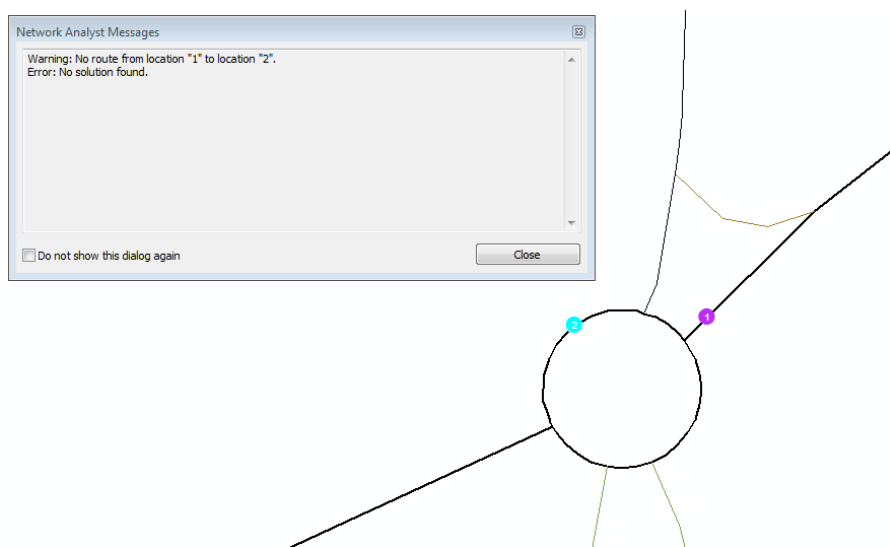 Network Analyst Messages
Warning: No route from location "1" to location "2".
Error: No solution found.
Do not show this dialog again
Close
2
1